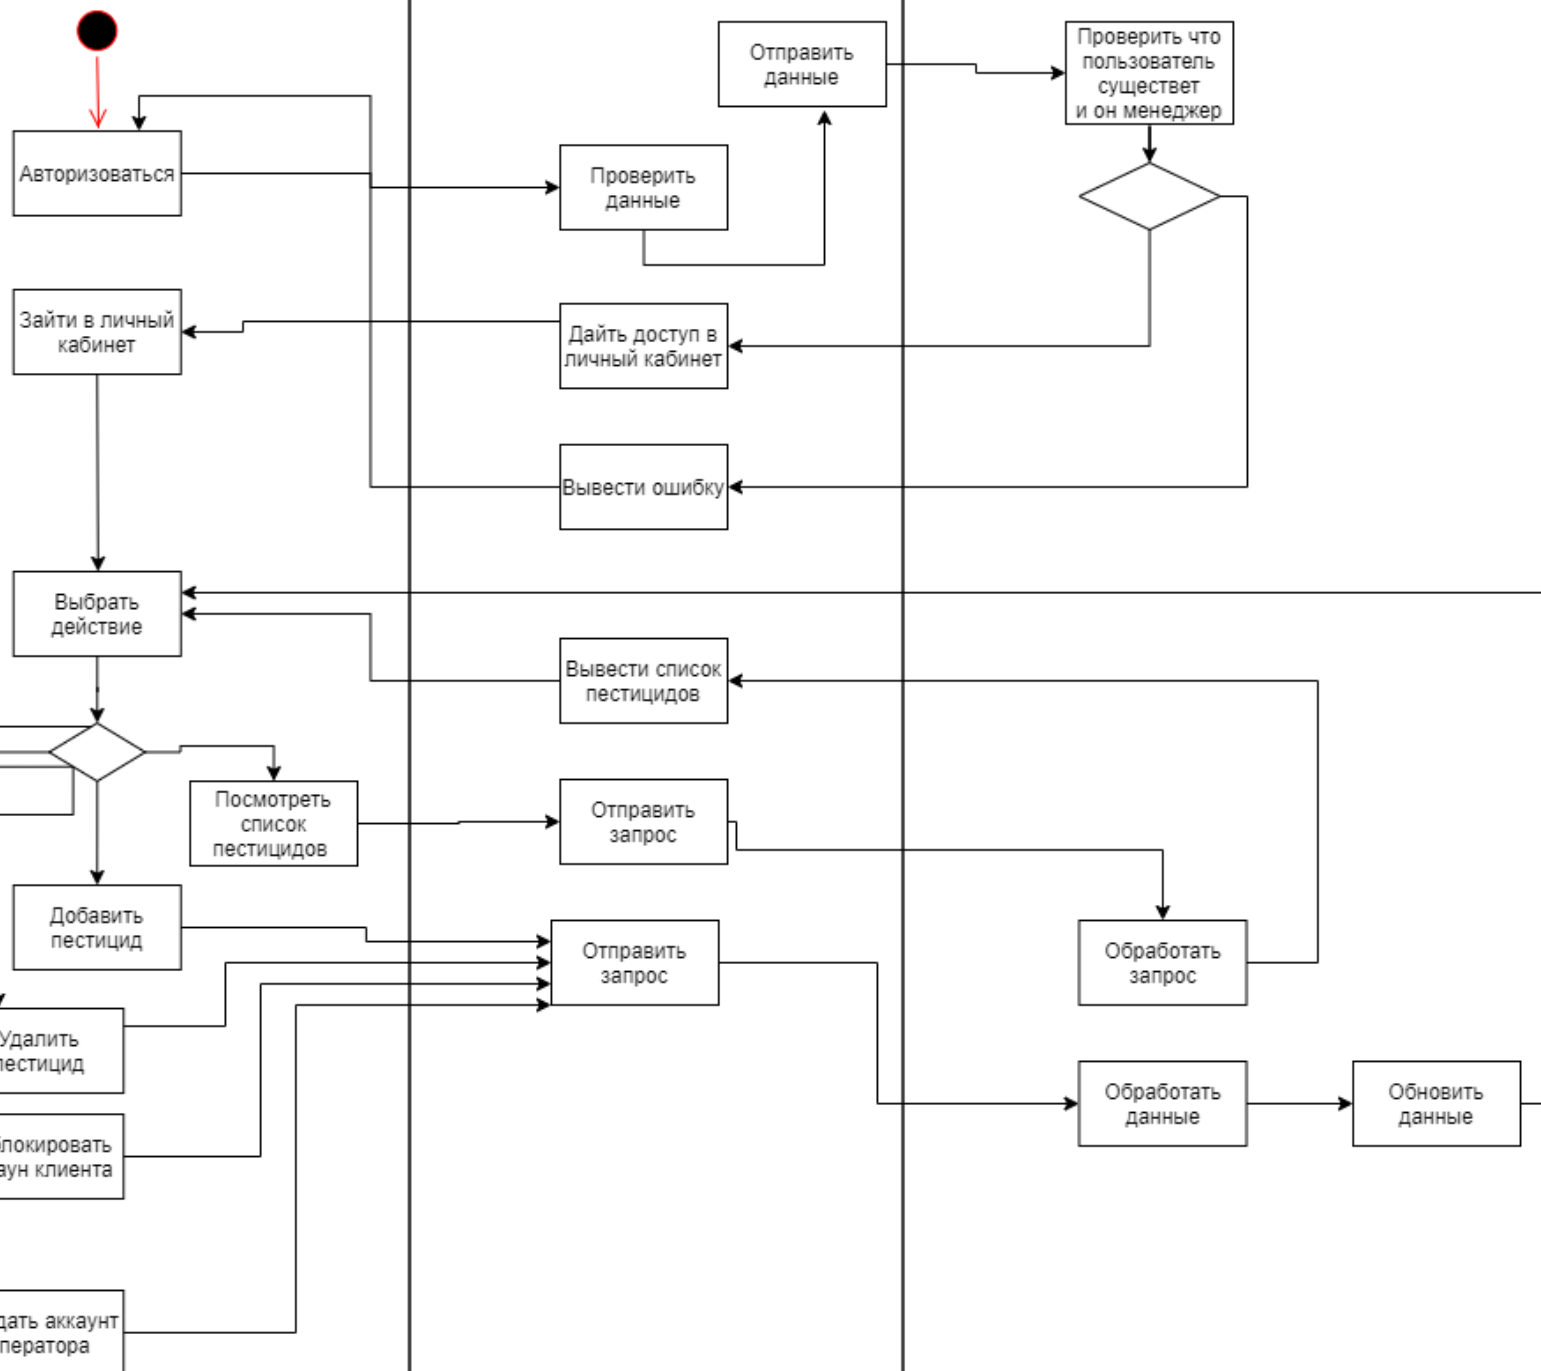 Отправить
данные
Проверить что
пользователь
существет
и он менеджер
Авторизоваться
Проверить
данные
Зайти в личный
кабинет
Дайть доступ в
личный кабинет
Вывести ошибку
Выбрать
действие
Вывести список
пестицидов
Посмотреть
список
пестицидов
Отправить
запрос
Добавить
пестицид
Отправить
запрос
Обработать
запрос
Удалить
пестицид
Обработать
данные
Обновить
данные
локировать
аун клиента
дать аккаунт
ператора